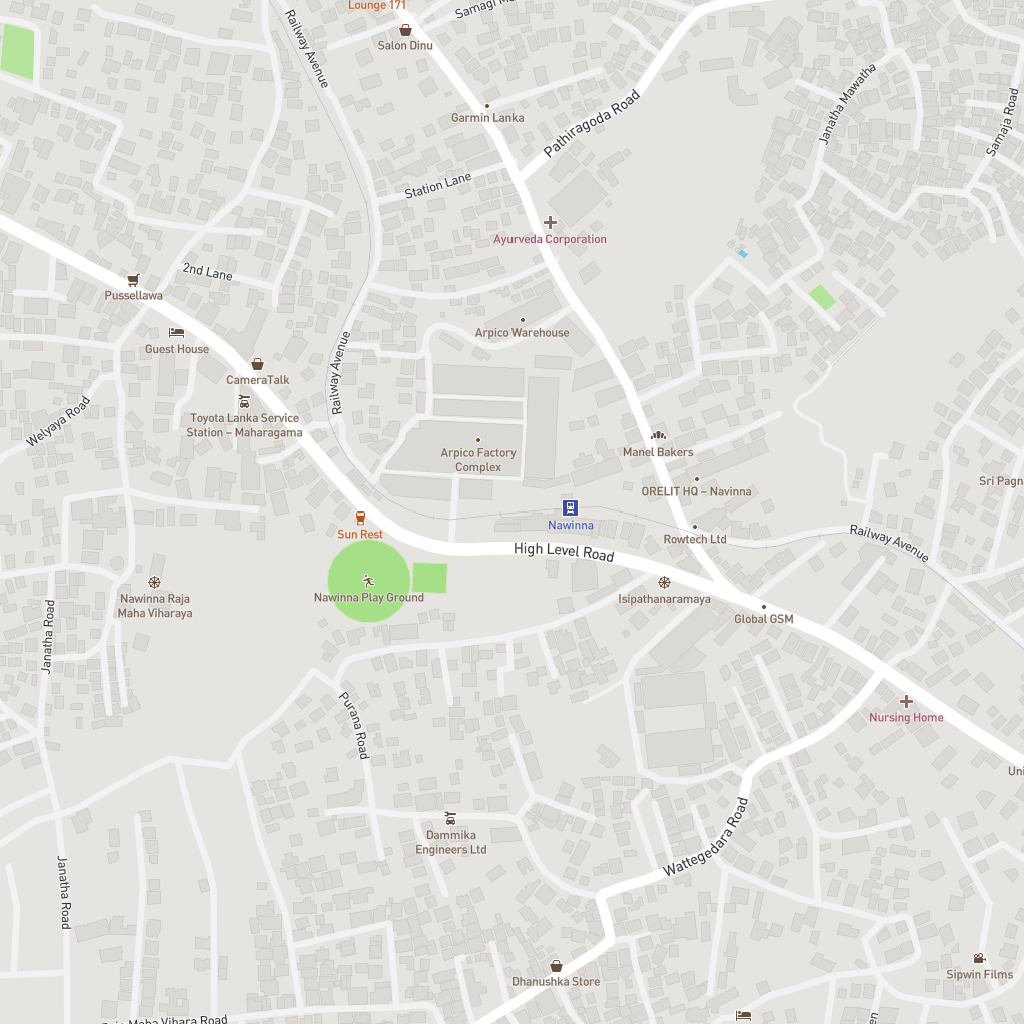 Lounge 171
Samagi
Salon Dinu
Railway Avenue
Garmin Lanka
Pathiragoda Road
Janatha Mawatha
Samaja Road
Station Lane
Ayurveda Corporation
2nd Lane
Pussellawa
Arpico Warehouse
Guest House
CameraTalk
Railway Avenue
Welyaya Road
Toyota Lanka Service
Station – Maharagama
Arpico Factory
Complex
Manel Bakers
ORELIT HQ – Navinna
Sri Pagn
Sun Rest
Nawinna
Rowtech Ltd
Railway Avenue
High Level Road
Nawinna Play Ground
Isipathanaramaya
Nawinna Raja
Maha Viharaya
Global GSM
Janatha Road
Purana Road
Nursing Home
Uni
Dammika
Engineers Ltd
Wattegedara Road
Janatha Road
Dhanushka Store
Sipwin Films
Maha Vihara Road